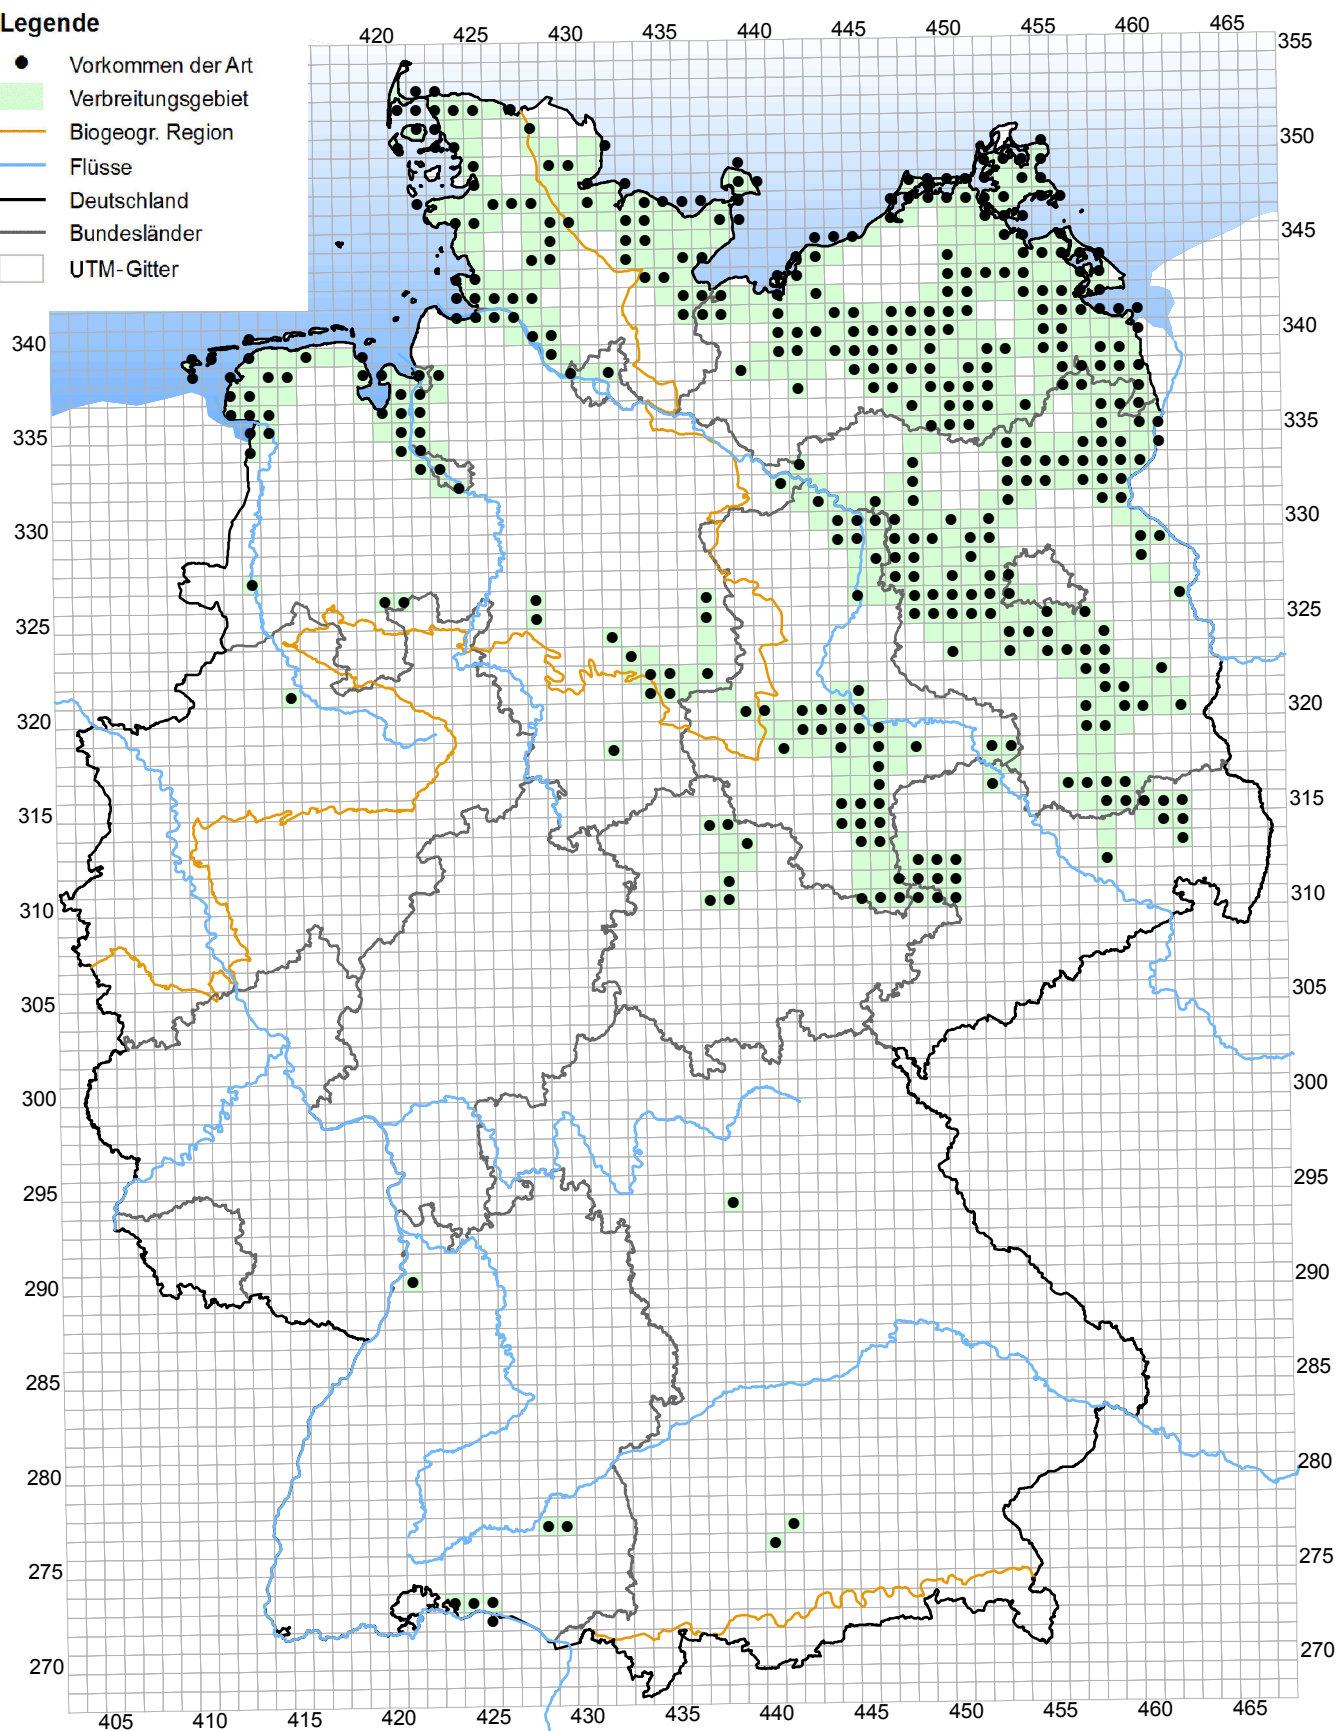 Legende
Vorkommen der Art
Verbreitungsgebiet
Biogeogr. Region
Flüsse
Deutschland
Bundesländer
UTM-Gitter
420 425 430 435 440 445 450 455 460 465
355
350
345
340 340
335 335
330 330
325 325
320 320
315 315
310 310
305 305
300 300
295 295
290 290
285 285
280 280
275 275
270 270
405 410 415 420 425 430 435 440 445 450 455 460 465